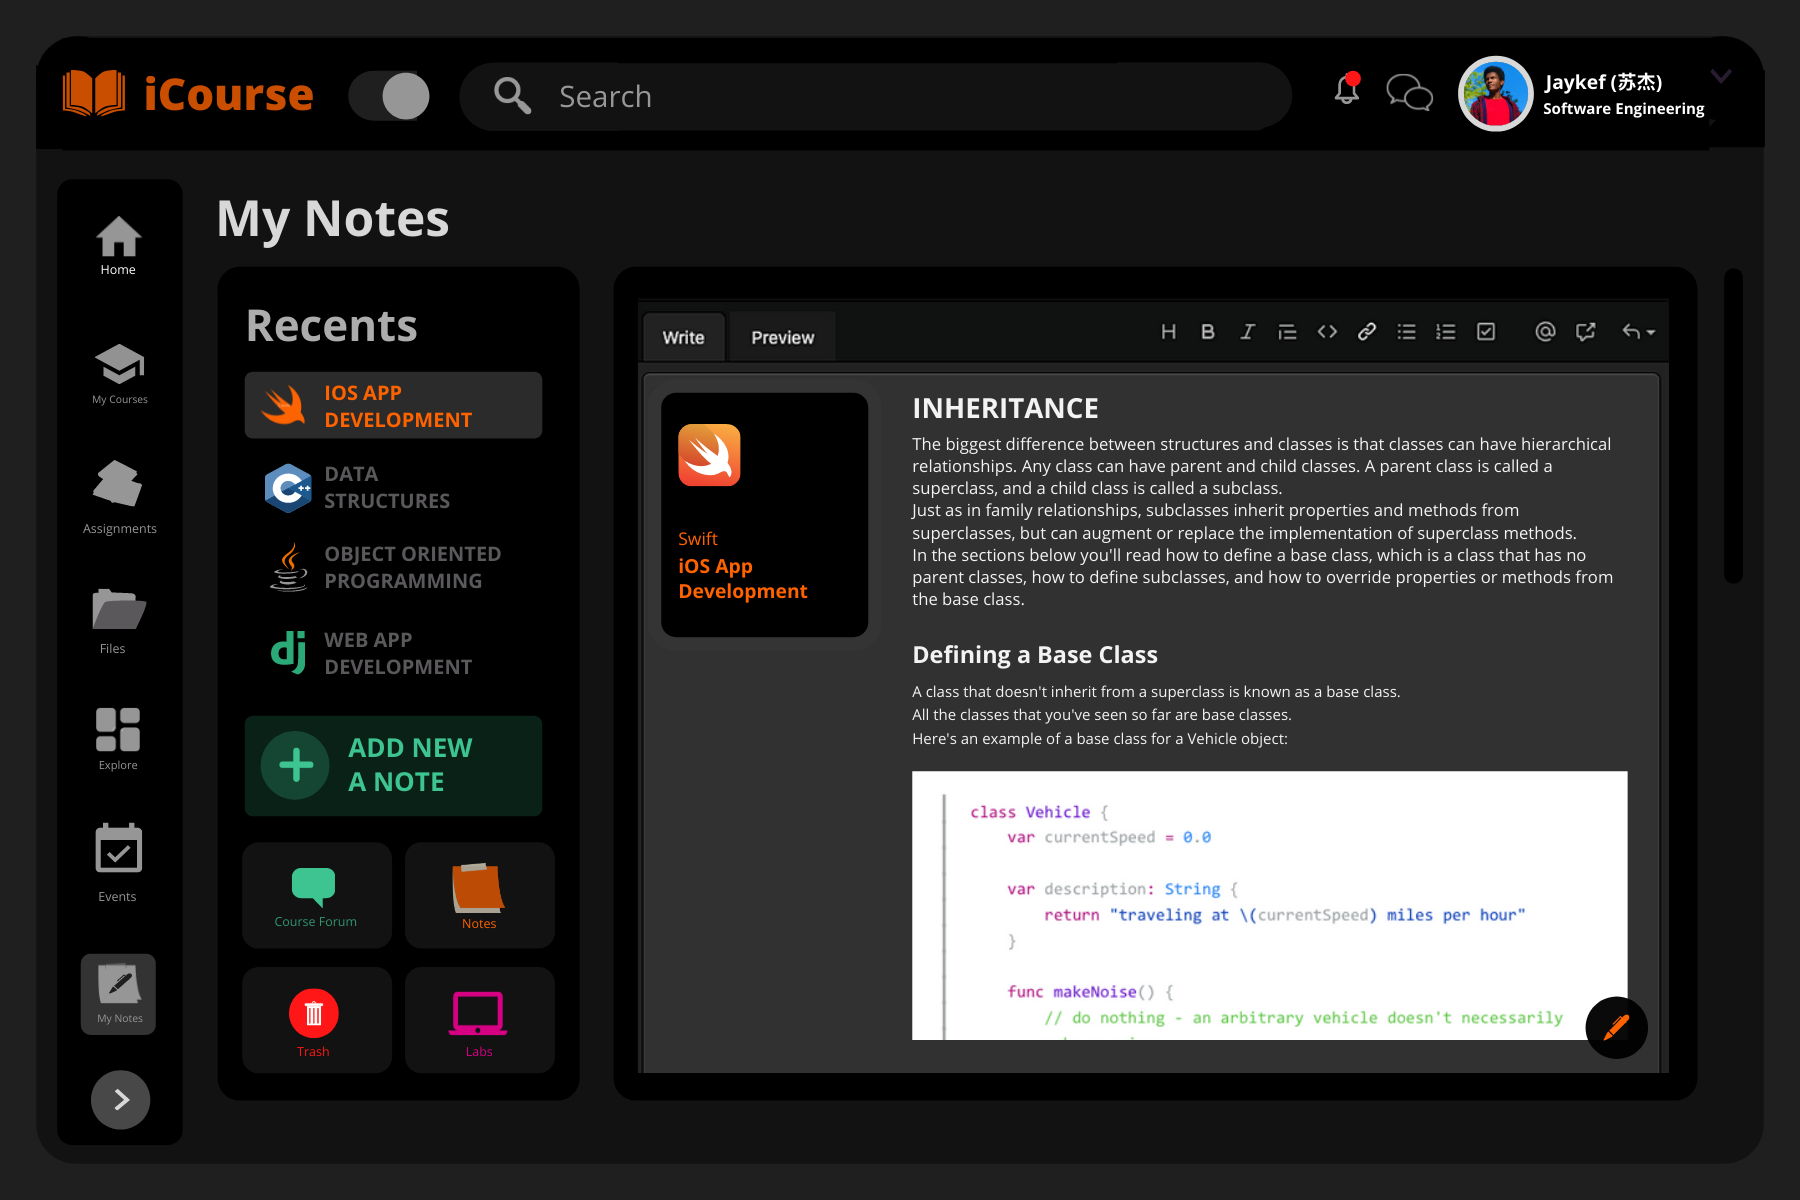 iCourse
Search
Jaykef (苏杰)
Software Engineering
Home
My Courses
Assignments
Files
Explore
Events
My Notes
My Notes
Recents
IOS APP
DEVELOPMENT
C++
DATA
STRUCTURES
OBJECT ORIENTED
PROGRAMMING
dj
WEB APP
DEVELOPMENT
ADD NEW
A NOTE
Course Forum
Notes
Trash
Labs
Write
Preview
H B I
Swift
iOS App
Development
INHERITANCE
The biggest difference between structures and classes is that classes can have hierarchical
relationships. Any class can have parent and child classes. A parent class is called a
superclass, and a child class is called a subclass.
Just as in family relationships, subclasses inherit properties and methods from
superclasses, but can augment or replace the implementation of superclass methods.
In the sections below you'll read how to define a base class, which is a class that has no
parent classes, how to define subclasses, and how to override properties or methods from
the base class.
Defining a Base Class
A class that doesn't inherit from a superclass is known as a base class.
All the classes that you've seen so far are base classes.
Here's an example of a base class for a Vehicle object:
class Vehicle {
var currentSpeed = 0.0
var description: String {
return "traveling at \(currentSpeed) miles per hour"
}
func makeNoise() {
// do nothing - an arbitrary vehicle doesn't necessarily